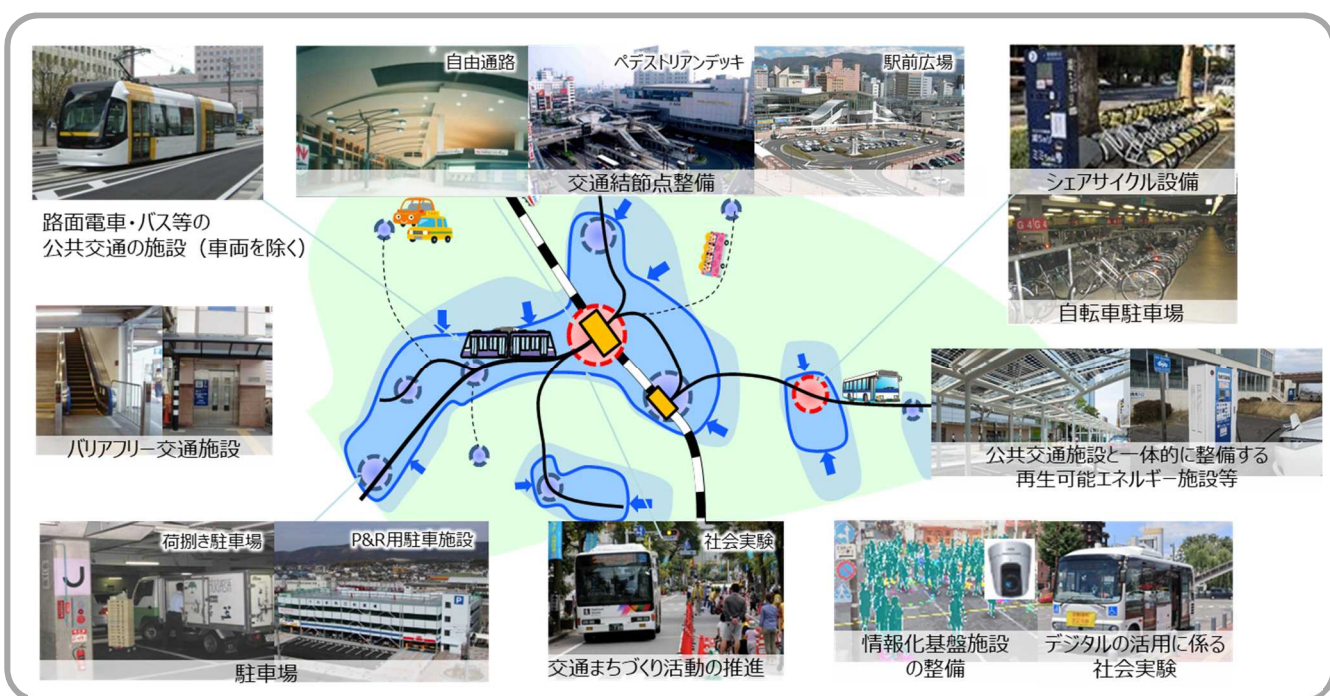 自由通路
ペデストリアンデッキ
駅前広場
交通結節点整備
シェアサイクル設備
路面電車・バス等の
公共交通の施設（車両を除く）
G 4
G 4
自転車駐車場
バリアフリー交通施設
公共交通施設と一体的に整備する
再生可能エネルギー施設等
荷捌き駐車場
P&R用駐車施設
P
駐車場
社会実験
交通まちづくり活動の推進
情報化基盤施設
の整備
デジタルの活用に係る
社会実験